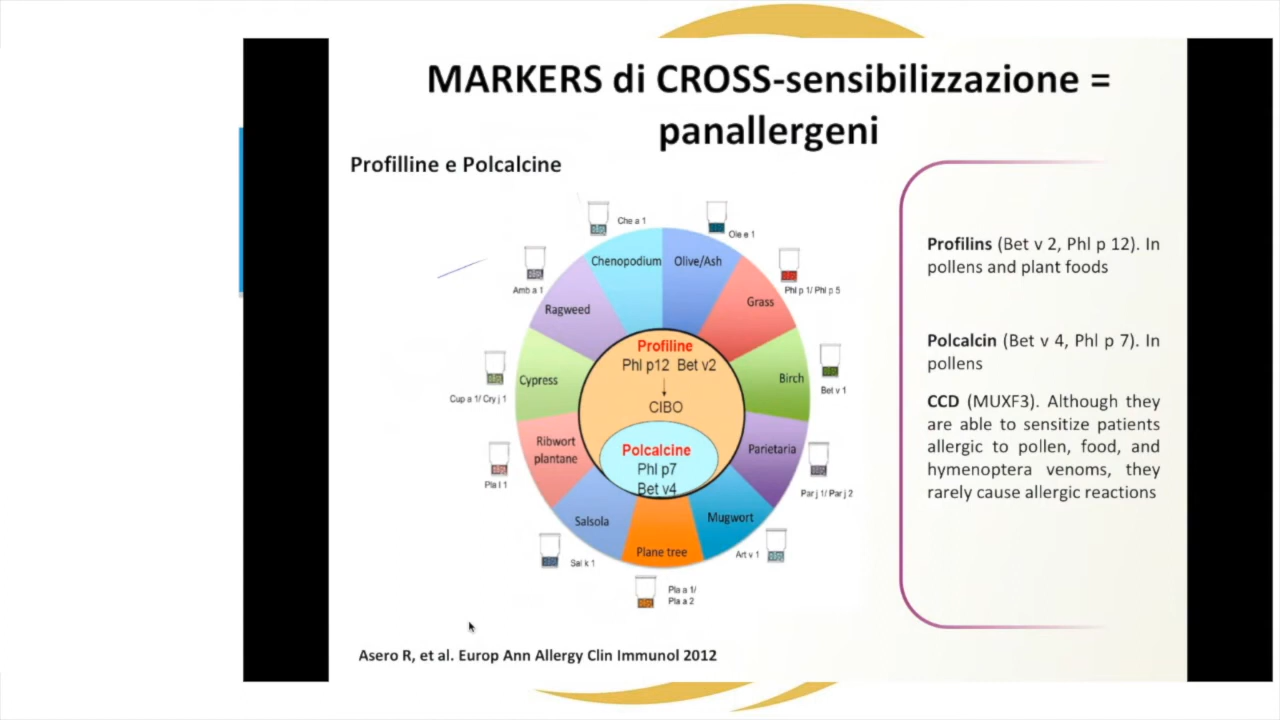 MARKERS di CROSS-sensibilizzazione =
panallergeni
Profilline e Polcalcine
Che a 1
Ole e 1
Chenopodium
Olive/Ash
Amb a 1
Phl p 1/ Phl p 5
Ragweed
Grass
Profiline
Phl p12 Bet v2
Cypress
Birch
Cup a 1/ Cry j 1
Bet v 1
CIBO
Ribwort
plantane
Parietaria
Polcalcine
Phl p7
Bet v4
Pla l 1
Par j 1/ Par j 2
Salsola
Mugwort
Plane tree
Sal k 1
Art v 1
Pla a 1/
Pla a 2
Profilins (Bet v 2, Phl p 12). In
pollens and plant foods
Polcalcin (Bet v 4, Phl p 7). In
pollens
CCD (MUXF3). Although they
are able to sensitize patients
allergic to pollen, food, and
hymenoptera venoms, they
rarely cause allergic reactions
Asero R, et al. Europ Ann Allergy Clin Immunol 2012